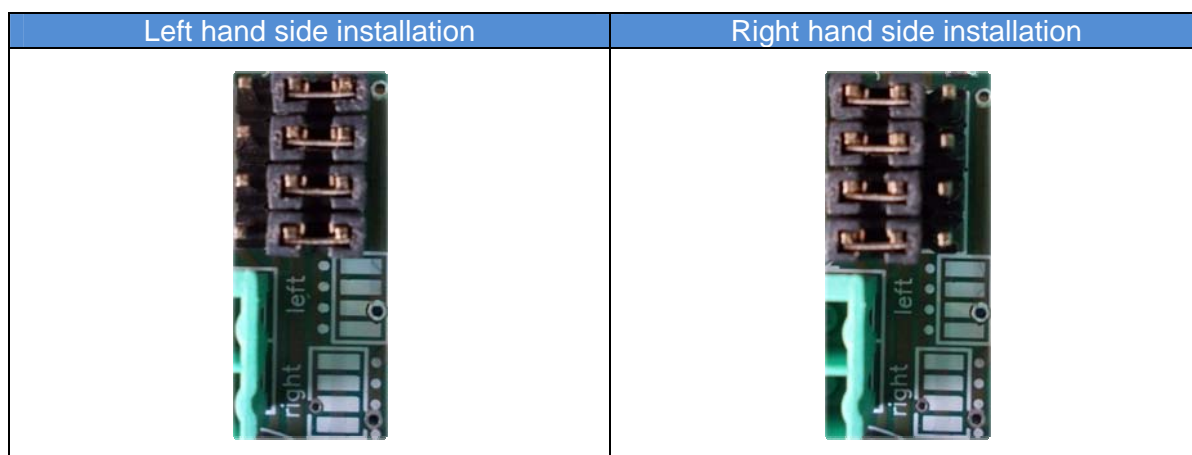 Left hand side installation
Right hand side installation
left
right
left
right